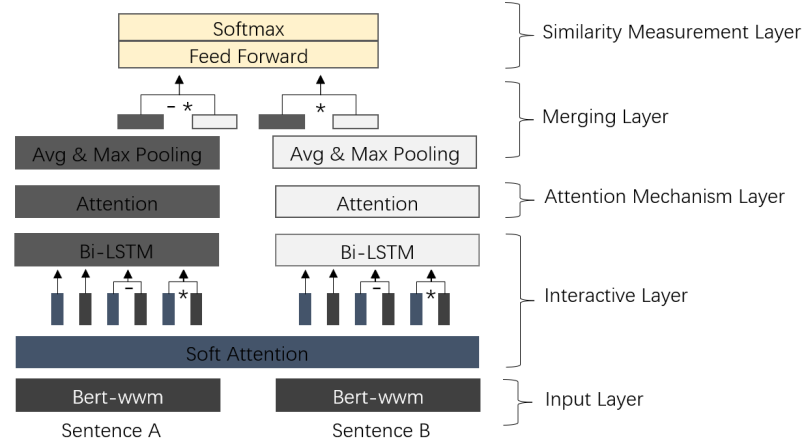 Softmax
Feed Forward
Similarity Measurement Layer
- *
*
Merging Layer
Avg & Max Pooling
Avg & Max Pooling
Attention
Attention
Attention Mechanism Layer
Bi-LSTM
Bi-LSTM
- *
- *
Interactive Layer
Soft Attention
Bert-wwm
Bert-wwm
Input Layer
Sentence A
Sentence B